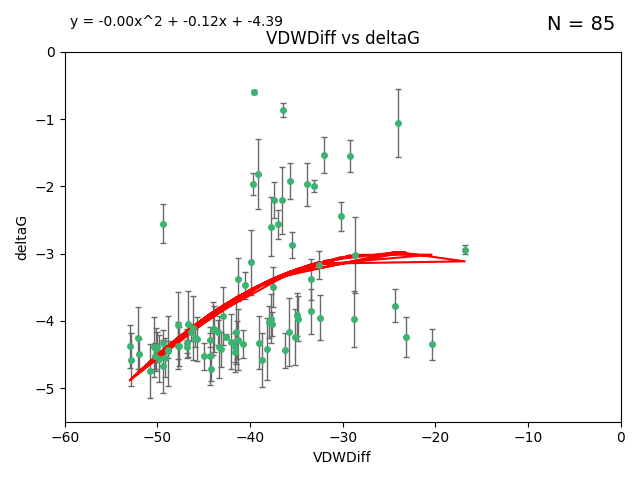 y = -0.00x^2 + -0.12x + -4.39
N = 85
VDWDiff vs deltaG
0
−1
−2
−3
−4
−5
deltaG
−60
−50
−40
−30
−20
−10
0
VDWDiff